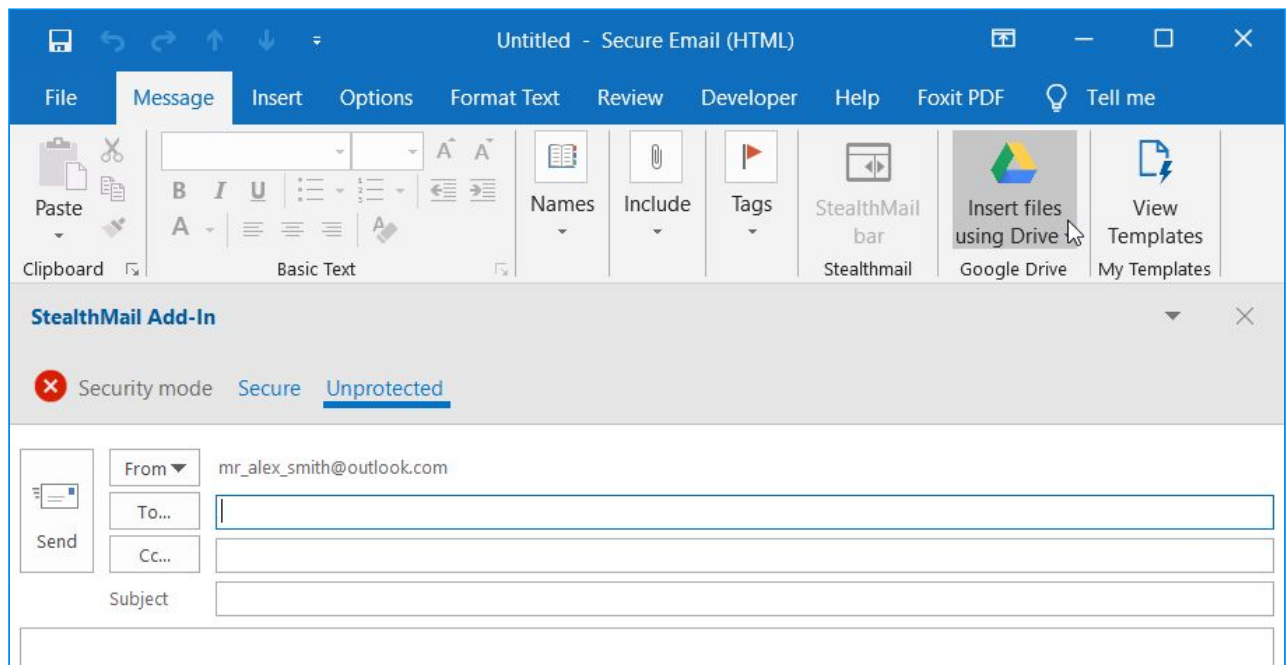 Untitled - Secure Email (HTML)
File Message Insert Options Format Text Review Developer Help Foxit PDF Tell me
Paste
B I U
A
Names
Include
Tags
StealthMail
bar
Insert files
using Drive
View
Templates
Clipboard Basic Text Stealthmail Google Drive My Templates
StealthMail Add-In
Security mode Secure Unprotected
From mr_alex_smith@outlook.com
To...
Send
Cc...
Subject